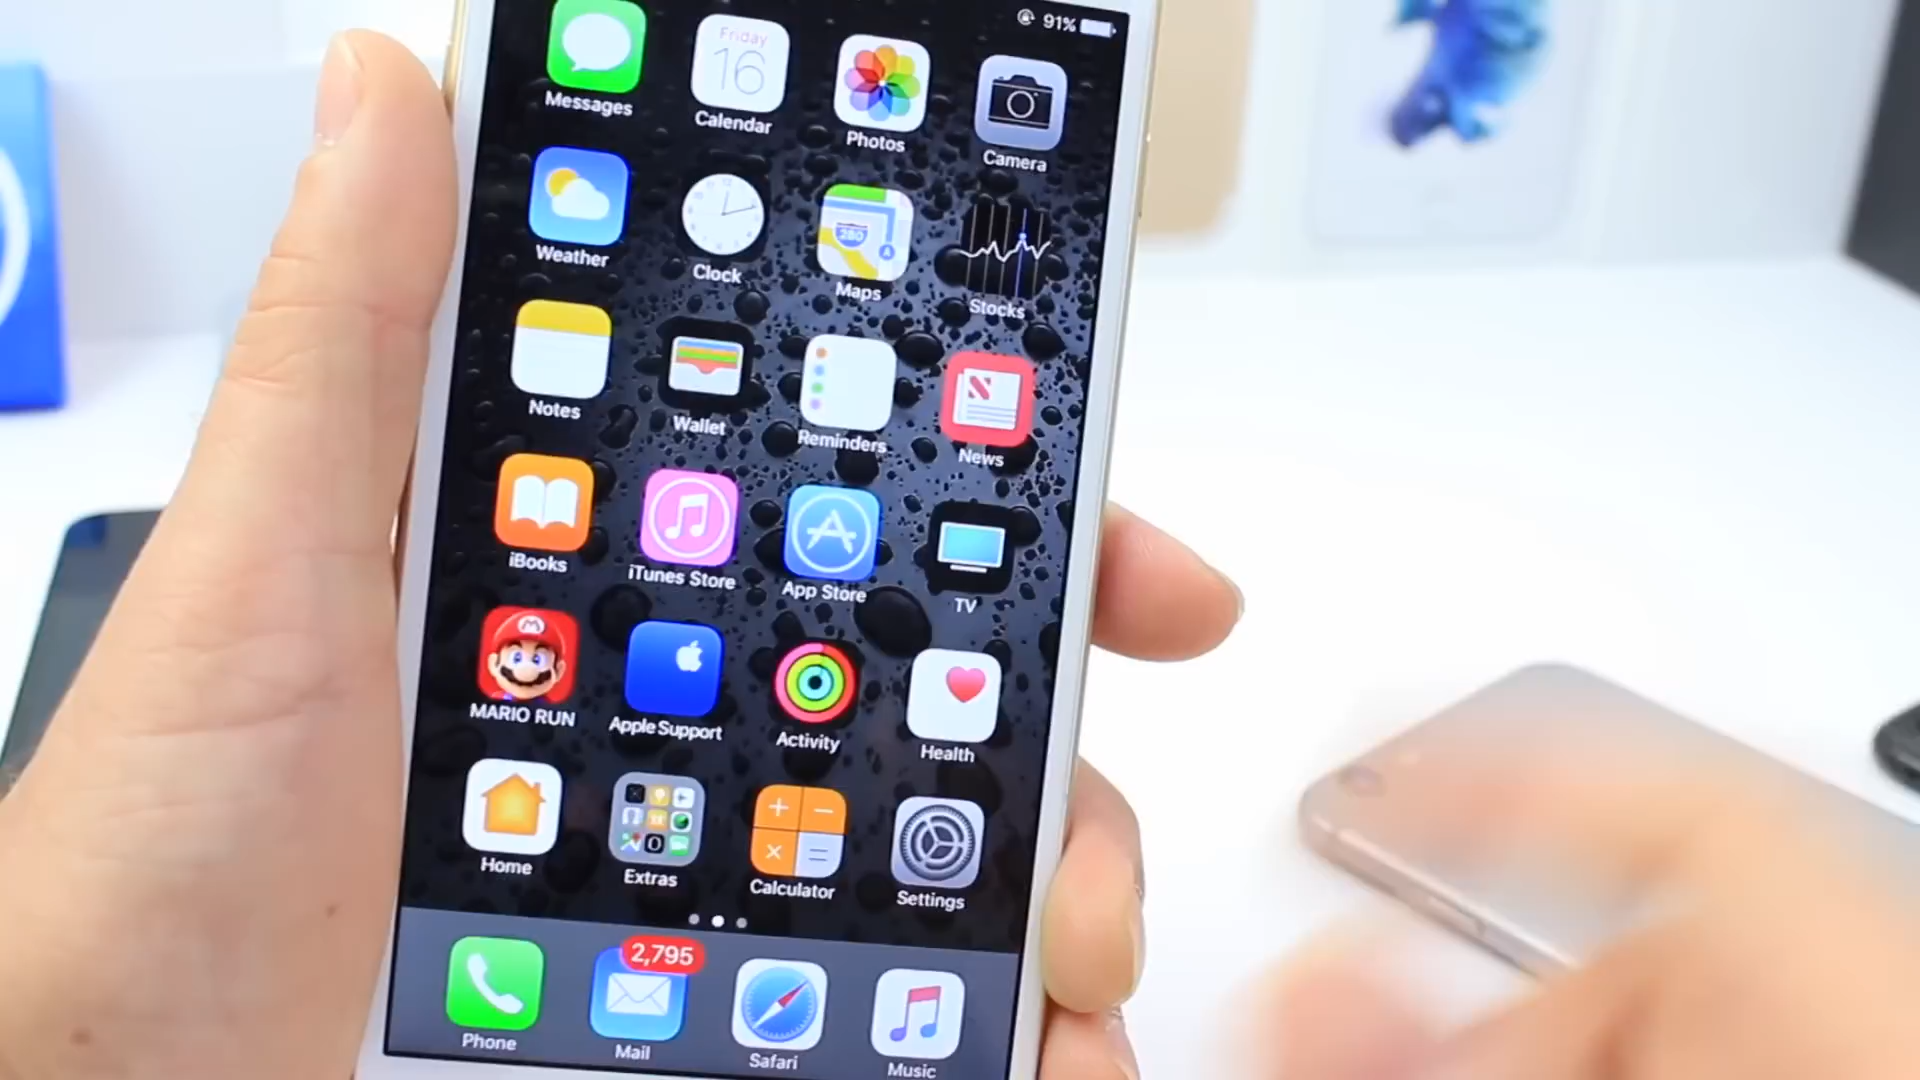 91%
Friday
16
Messages
Calendar
Photos
Camera
280
A
Weather
Clock
Maps
Stocks
Notes
Wallet
Reminders
News
iBooks
iTunes Store
App Store
TV
M
MARIO RUN
Apple Support
Activity
Health
Home
Extras
Calculator
Settings
2,795
Phone
Mail
Safari
Music